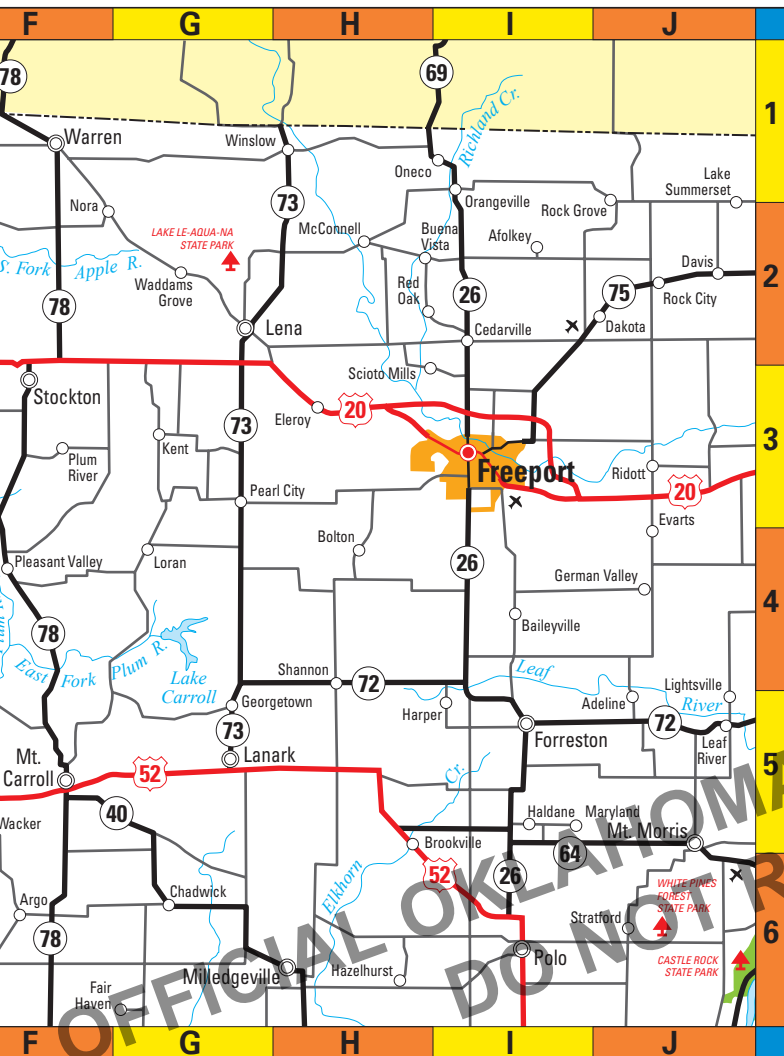 F G H I J
78
69
1
Richland Cr.
Warren
Winslow
Oneco
Lake
Summerset
73
Orangeville
Rock Grove
Nora
LAKE LE-AQUA-NA
STATE PARK
McConnell
Buena
Vista
Afolkey
S. Fork Apple R.
Waddams
Grove
Davis
2
Red
Oak
26
75
Rock City
78
Lena
Cedarville
Dakota
Scioto Mills
Stockton
Eleroy
20
73
3
Kent
Plum
River
Freeport
Ridott
20
Pearl City
Evarts
Bolton
Pleasant Valley
Loran
26
German Valley
4
Baileyville
78
East Fork Plum R.
Lake
Carroll
Shannon
72
Leaf
River
Lightsville
Georgetown
Harper
Adeline
73
72
Forreston
Leaf
River
Mt.
Carroll
Lanark
52
5
Cr.
Elkhorn
40
Haldane
Maryland
Wacker
Mt. Morris
Brookville
64
52
26
Argo
Chadwick
WHITE PINES
FOREST
STATE PARK
Stratford
6
78
Polo
CASTLE ROCK
STATE PARK
Milledgeville
Hazelhurst
Fair
Haven
OFFICIAL OKLAHOMA
DO NOT R
F G H I J